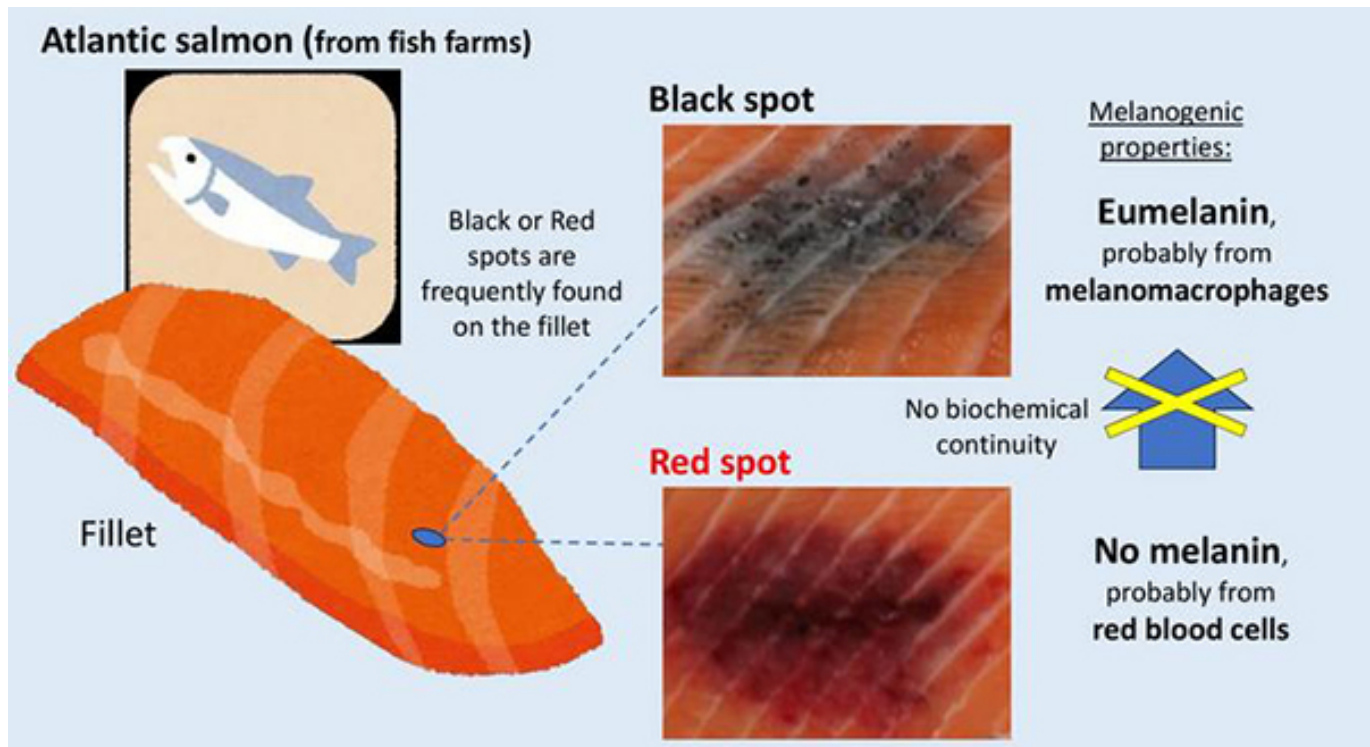 Atlantic salmon (from fish farms)
Black or Red
spots are
frequently found
on the fillet
Fillet
Black spot
Red spot
Melanogenic
properties:
Eumelanin,
probably from
melanomacrophages
No biochemical
continuity
No melanin,
probably from
red blood cells